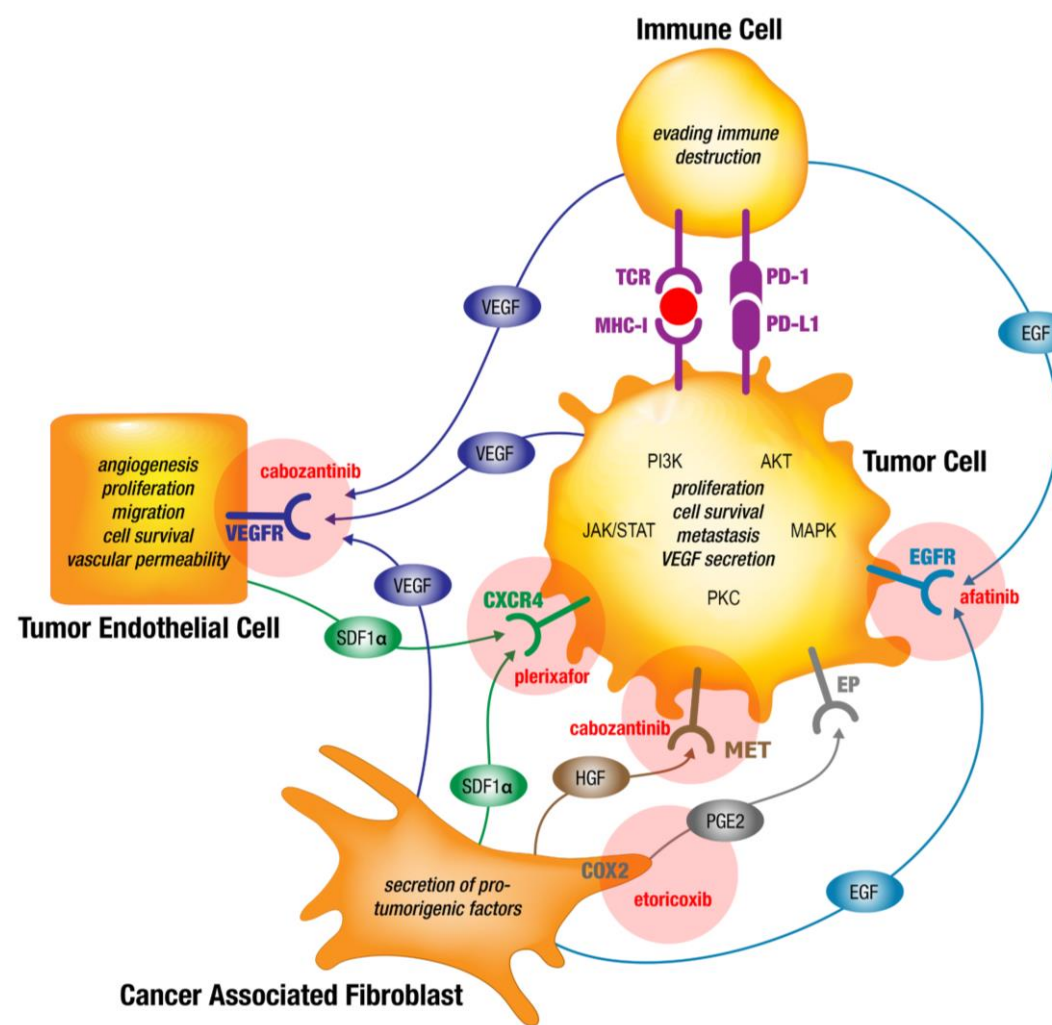 Immune Cell
evading immune
destruction
TCR
PD-1
MHC-I
PD-L1
VEGF
EGF
VEGF
angiogenesis
proliferation
migration
cell survival
vascular permeability
cabozantinib
VEGFR
Tumor Endothelial Cell
PI3K
AKT
Tumor Cell
proliferation
cell survival
metastasis
VEGF secretion
JAK/STAT
MAPK
PKC
EGFR
afatinib
VEGF
CXCR4
plerixafor
SDF1α
EP
cabozantinib
MET
SDF1α
HGF
PGE2
COX2
etoricoxib
EGF
secretion of pro-
tumorigenic factors
Cancer Associated Fibroblast